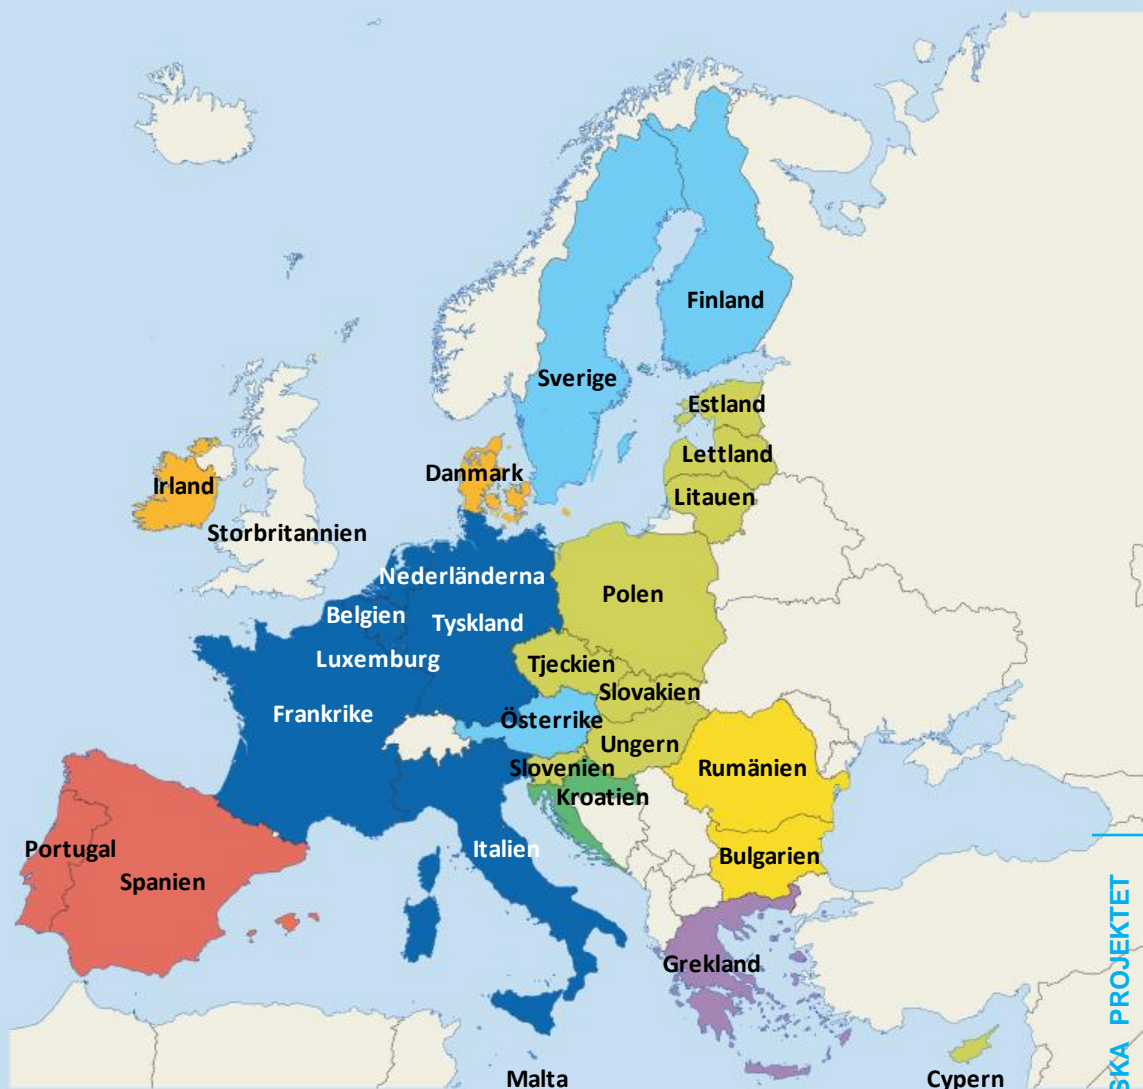 Finland
Sverige
Estland
Lettland
Danmark
Irland
Litauen
Storbritannien
Nederländerna
Polen
Belgien
Tyskland
Luxemburg
Tjeckien
Slovakien
Frankrike
Österrike
Ungern
Slovenien
Rumänien
Kroatien
Portugal
Italien
Bulgarien
Spanien
Grekland
Malta
Cypern
SKA PROJEKTET